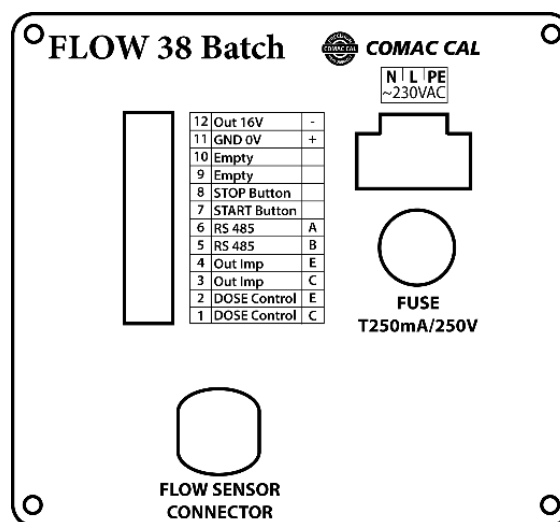 FLOW 38 Batch
COMAC CAL
N L PE
~230VAC
12 Out 16V -
11 GND 0V +
10 Empty
9 Empty
8 STOP Button
7 START Button
6 RS 485 A
5 RS 485 B
4 Out Imp E
3 Out Imp C
2 DOSE Control E
1 DOSE Control C
FUSE
T250mA/250V
FLOW SENSOR
CONNECTOR